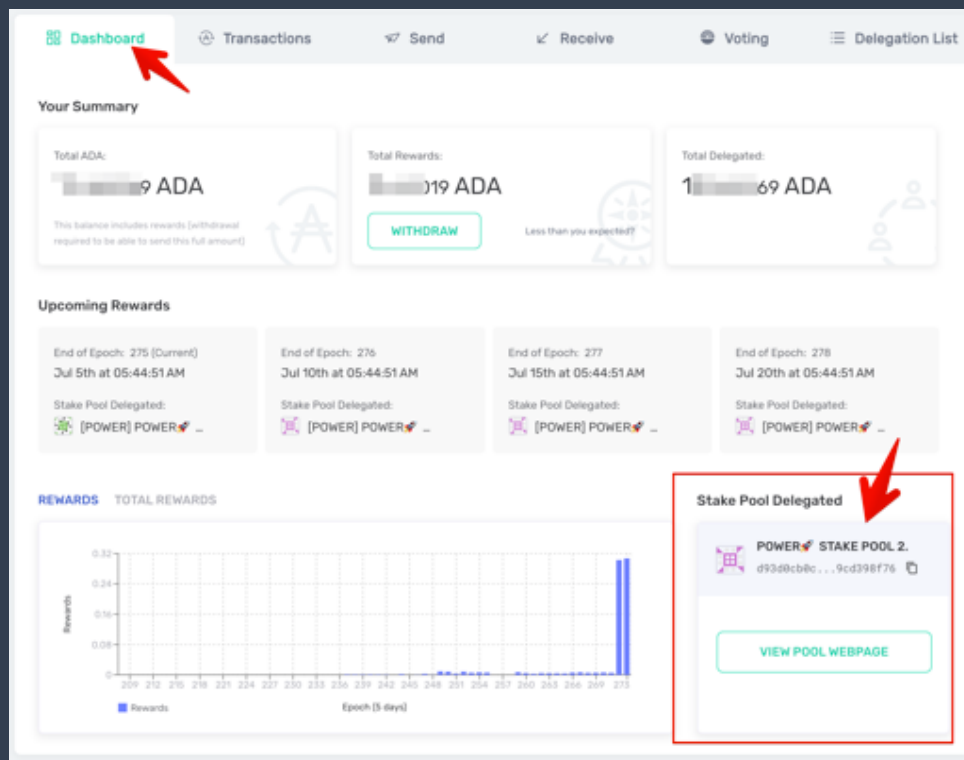 Dashboard
Transactions
Send
Receive
Voting
Delegation List
Your Summary
Total ADA:
9 ADA
This balance includes rewards (withdrawal
required to be able to send this full amount)
Total Rewards:
019 ADA
WITHDRAW
Less than you expected?
Total Delegated:
1 69 ADA
Upcoming Rewards
End of Epoch: 275 (Current)
Jul 5th at 05:44:51 AM
Stake Pool Delegated:
[POWER] POWER🚀 ...
End of Epoch: 276
Jul 10th at 05:44:51 AM
Stake Pool Delegated:
[POWER] POWER🚀 ...
End of Epoch: 277
Jul 15th at 05:44:51 AM
Stake Pool Delegated:
[POWER] POWER🚀 ...
End of Epoch: 278
Jul 20th at 05:44:51 AM
Stake Pool Delegated:
[POWER] POWER🚀 ...
REWARDS TOTAL REWARDS
Rewards
0.32
0.24
0.16
0.08
0
209 212 215 218 221 224 227 230 233 236 239 242 245 248 251 254 257 260 263 266 269 273
Rewards
Epoch (5 days)
Stake Pool Delegated
POWER🚀 STAKE POOL 2.
d93d0cb0c...9cd398f76
VIEW POOL WEBPAGE